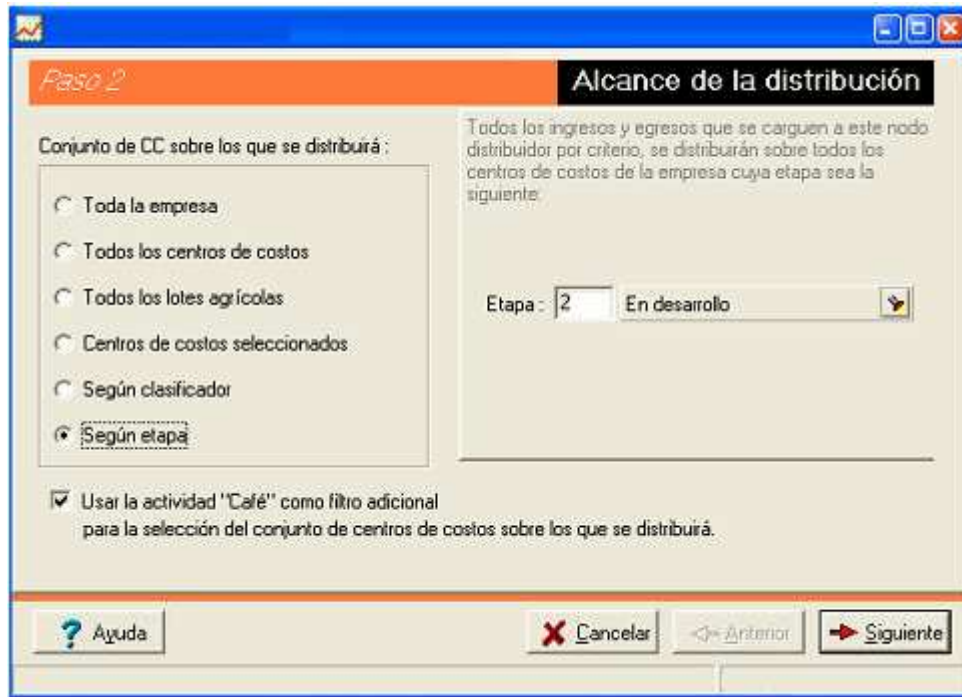 Paso 2
Alcance de la distribución
Conjunto de CC sobre los que se distribuirá :
Toda la empresa
Todos los centros de costos
Todos los lotes agrícolas
Centros de costos seleccionados
Según clasificador
Según etapa
Todos los ingresos y egresos que se carguen a este nodo
distribuidor por criterio, se distribuirán sobre todos los
centros de costos de la empresa cuya etapa sea la
siguiente:
Etapa : 2 En desarrollo
Usar la actividad "Café" como filtro adicional
para la selección del conjunto de centros de costos sobre los que se distribuirá.
? Ayuda
Cancelar
Anterior
Siguiente